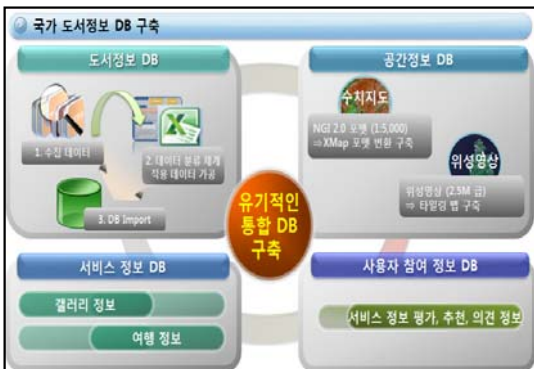 국가 도서정보 DB 구축
도서정보 DB
1. 수집 데이터
2. 데이터 분류 체계
적용 데이터 가공
3. DB Import
공간정보 DB
수치지도
NGI 2.0 포맷 (1:5,000)
⇒XMap 포맷 변환 구축
위성영상
위성영상 (2.5M 급)
⇒ 타일링 맵 구축
유기적인
통합 DB
구축
서비스 정보 DB
갤러리 정보
여행 정보
사용자 참여 정보 DB
서비스 정보 평가, 추천, 의견 정보